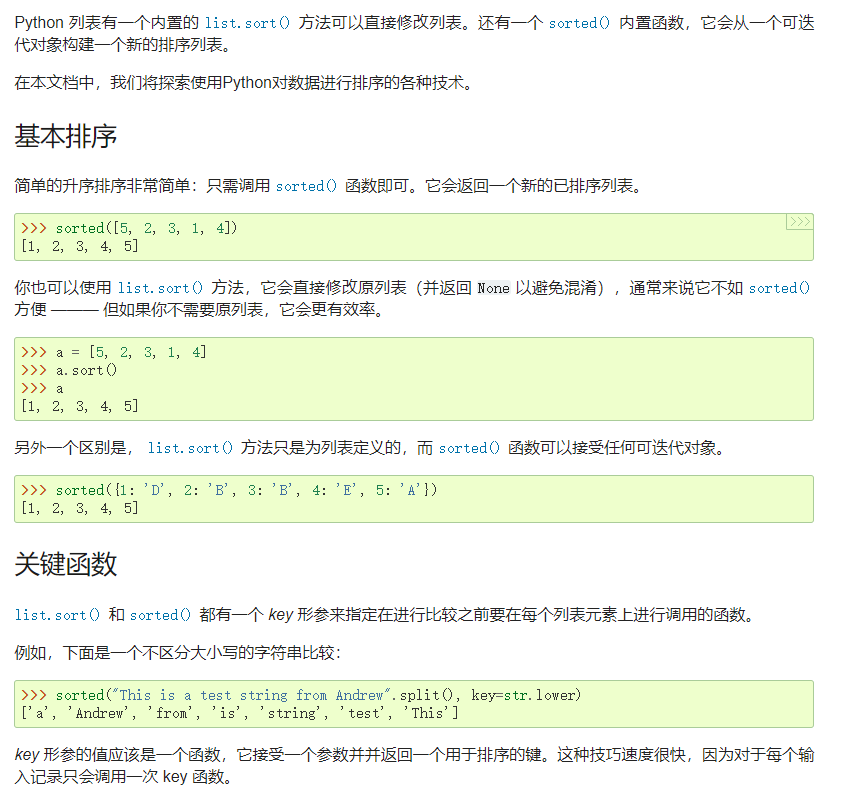 Python 列表有一个内置的 list.sort() 方法可以直接修改列表。还有一个 sorted() 内置函数，它会从一个可迭
代对象构建一个新的排序列表。
在本文档中，我们将探索使用Python对数据进行排序的各种技术。
基本排序
简单的升序排序非常简单：只需调用 sorted() 函数即可。它会返回一个新的已排序列表。
>>> sorted([5, 2, 3, 1, 4])
>>>
[1, 2, 3, 4, 5]
你也可以使用 list.sort() 方法，它会直接修改原列表（并返回 None 以避免混淆），通常来说它不如 sorted()
方便 ——— 但如果你不需要原列表，它会更有效率。
>>> a = [5, 2, 3, 1, 4]
>>> a.sort()
>>> a
[1, 2, 3, 4, 5]
另外一个区别是， list.sort() 方法只是为列表定义的，而 sorted() 函数可以接受任何可迭代对象。
>>> sorted({1: 'D', 2: 'B', 3: 'B', 4: 'E', 5: 'A'})
[1, 2, 3, 4, 5]
关键函数
list.sort() 和 sorted() 都有一个 key 形参来指定在进行比较之前要在每个列表元素上进行调用的函数。
例如，下面是一个不区分大小写的字符串比较：
>>> sorted("This is a test string from Andrew".split(), key=str.lower)
['a', 'Andrew', 'from', 'is', 'string', 'test', 'This']
key 形参的值应该是一个函数，它接受一个参数并并返回一个用于排序的键。这种技巧速度很快，因为对于每个输
入记录只会调用一次 key 函数。